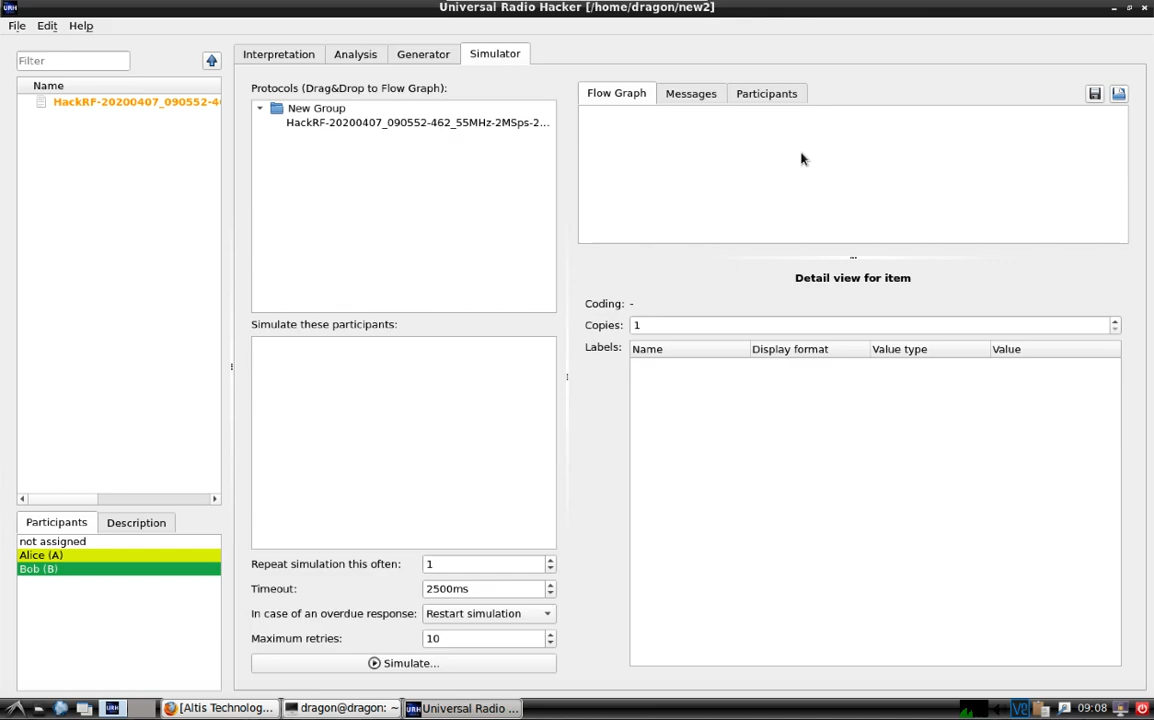 URH
Universal Radio Hacker [/home/dragon/new2]
File Edit Help
Filter
Interpretation Analysis Generator Simulator
Name
HackRF-20200407_090552-4
Protocols (Drag&Drop to Flow Graph):
New Group
HackRF-20200407_090552-462_55MHz-2MSps-2...
Flow Graph Messages Participants
Detail view for item
Coding: -
Copies: 1
Labels: Name Display format Value type Value
Simulate these participants:
Participants Description
not assigned
Alice (A)
Bob (B)
Repeat simulation this often: 1
Timeout: 2500ms
In case of an overdue response: Restart simulation
Maximum retries: 10
Simulate...
URH [Altis Technolog... dragon@dragon: ~ URH Universal Radio ... 09:08